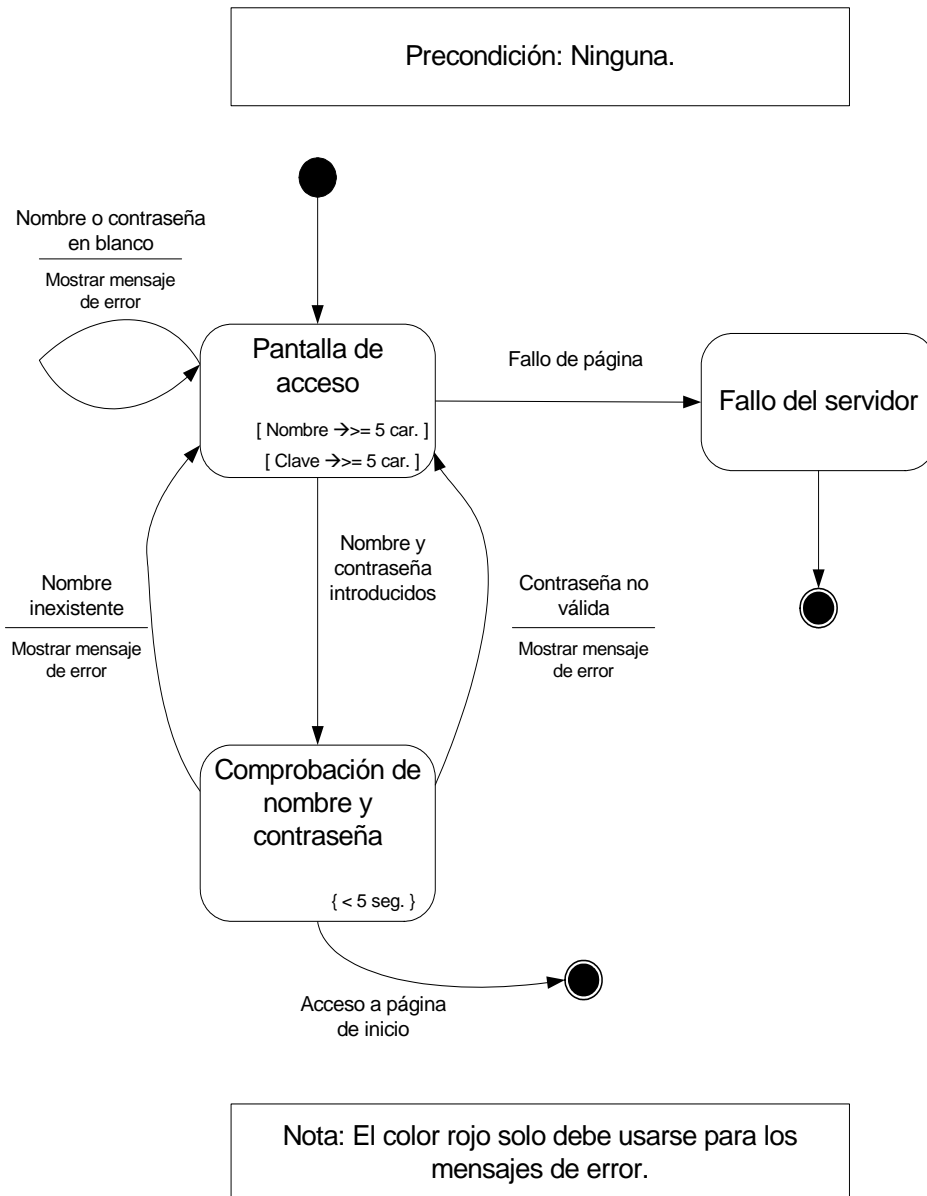 Precondición: Ninguna.
Nombre o contraseña
en blanco
Mostrar mensaje
de error
Pantalla de
acceso
[ Nombre →>= 5 car. ]
[ Clave →>= 5 car. ]
Fallo de página
Fallo del servidor
Nombre y
contraseña
introducidos
Nombre
inexistente
Mostrar mensaje
de error
Contraseña no
válida
Mostrar mensaje
de error
Comprobación de
nombre y
contraseña
{ < 5 seg. }
Acceso a página
de inicio
Nota: El color rojo solo debe usarse para los
mensajes de error.